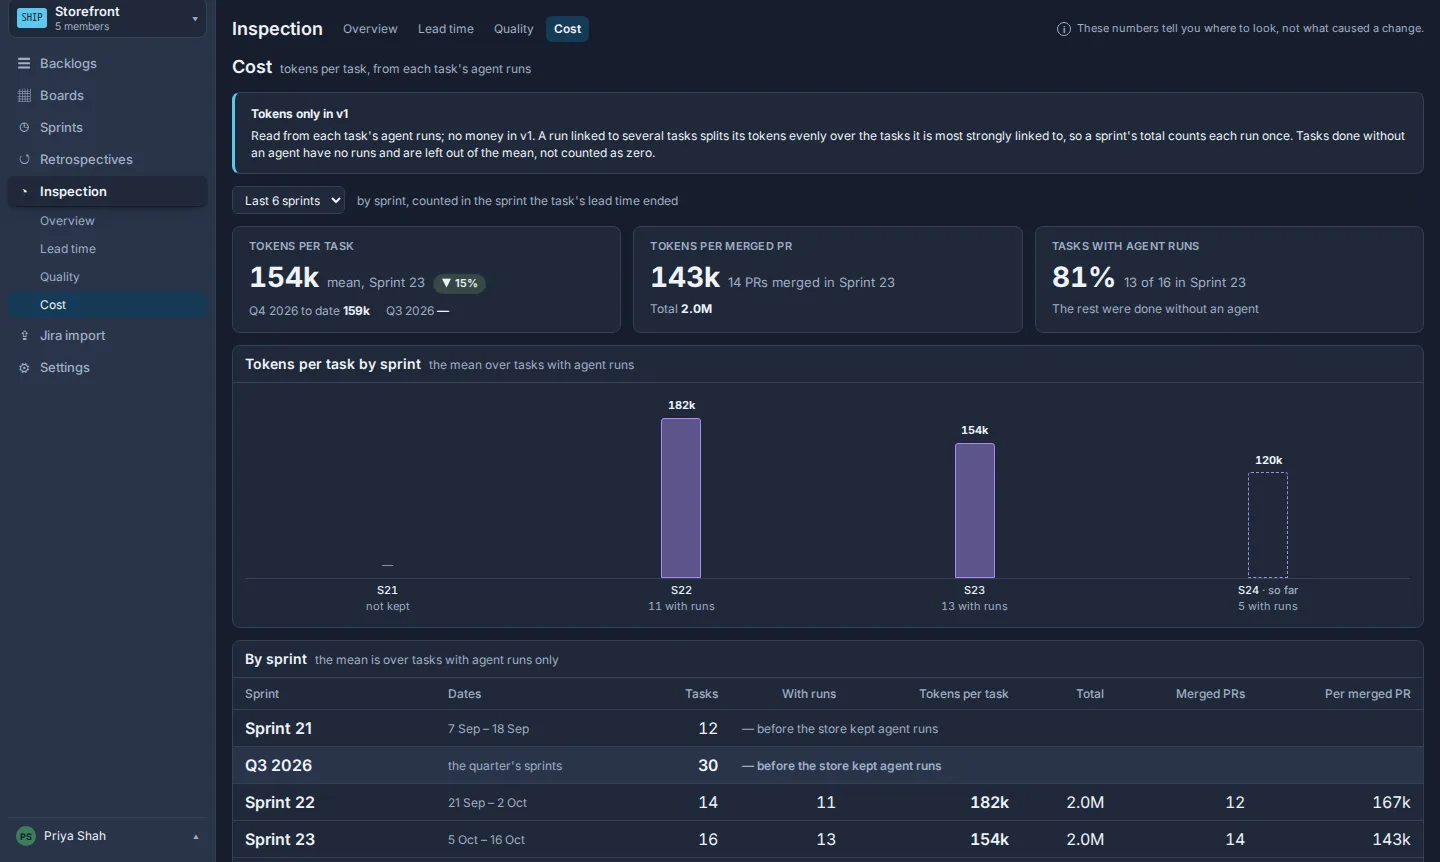 SHIP
Storefront
5 members
Backlogs
Boards
Sprints
Retrospectives
Inspection
Overview
Lead time
Quality
Cost
Jira import
Settings
PS
Priya Shah
Inspection
Overview
Lead time
Quality
Cost
These numbers tell you where to look, not what caused a change.
Cost tokens per task, from each task's agent runs
Tokens only in v1
Read from each task's agent runs; no money in v1. A run linked to several tasks splits its tokens evenly over the tasks it is most strongly linked to, so a sprint's total counts each run once. Tasks done without
an agent have no runs and are left out of the mean, not counted as zero.
Last 6 sprints
by sprint, counted in the sprint the task's lead time ended
TOKENS PER TASK
154k mean, Sprint 23 ▼ 15%
Q4 2026 to date 159k Q3 2026 —
TOKENS PER MERGED PR
143k 14 PRs merged in Sprint 23
Total 2.0M
TASKS WITH AGENT RUNS
81% 13 of 16 in Sprint 23
The rest were done without an agent
Tokens per task by sprint the mean over tasks with agent runs
— 182k 154k 120k
S21 S22 S23 S24 · so far
not kept 11 with runs 13 with runs 5 with runs
By sprint the mean is over tasks with agent runs only
Sprint Dates Tasks With runs Tokens per task Total Merged PRs Per merged PR
Sprint 21 7 Sep – 18 Sep 12 — before the store kept agent runs
Q3 2026 the quarter's sprints 30 — before the store kept agent runs
Sprint 22 21 Sep – 2 Oct 14 11 182k 2.0M 12 167k
Sprint 23 5 Oct – 16 Oct 16 13 154k 2.0M 14 143k